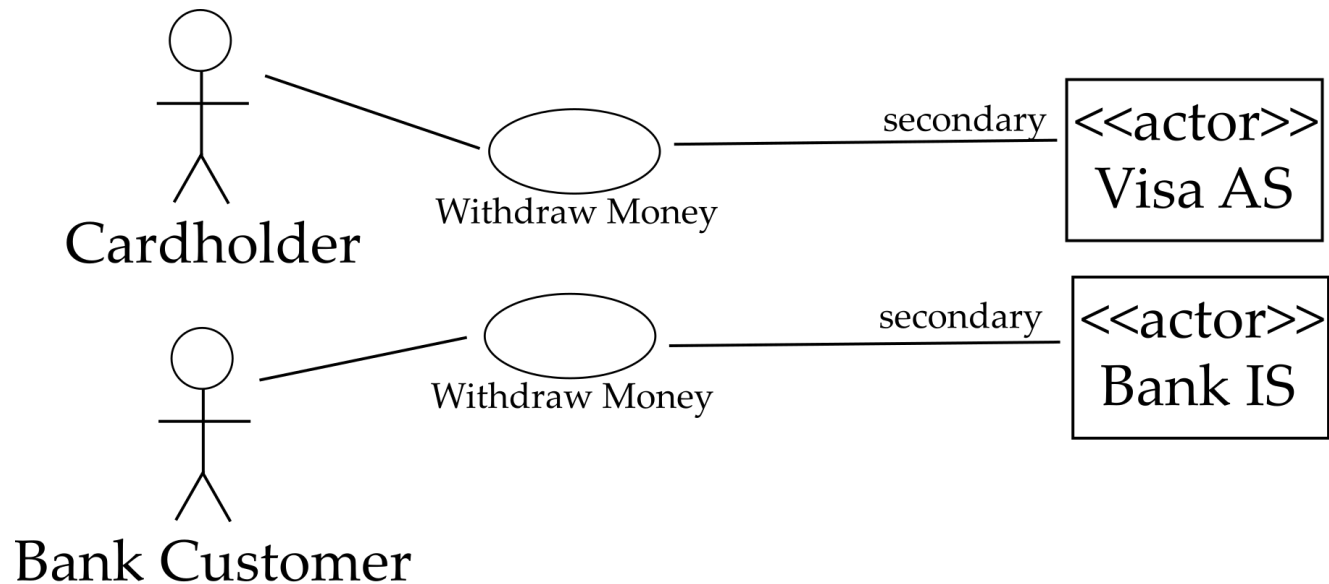 secondary
<<actor>>
Visa AS
Withdraw Money
Cardholder
secondary
<<actor>>
Bank IS
Withdraw Money
Bank Customer